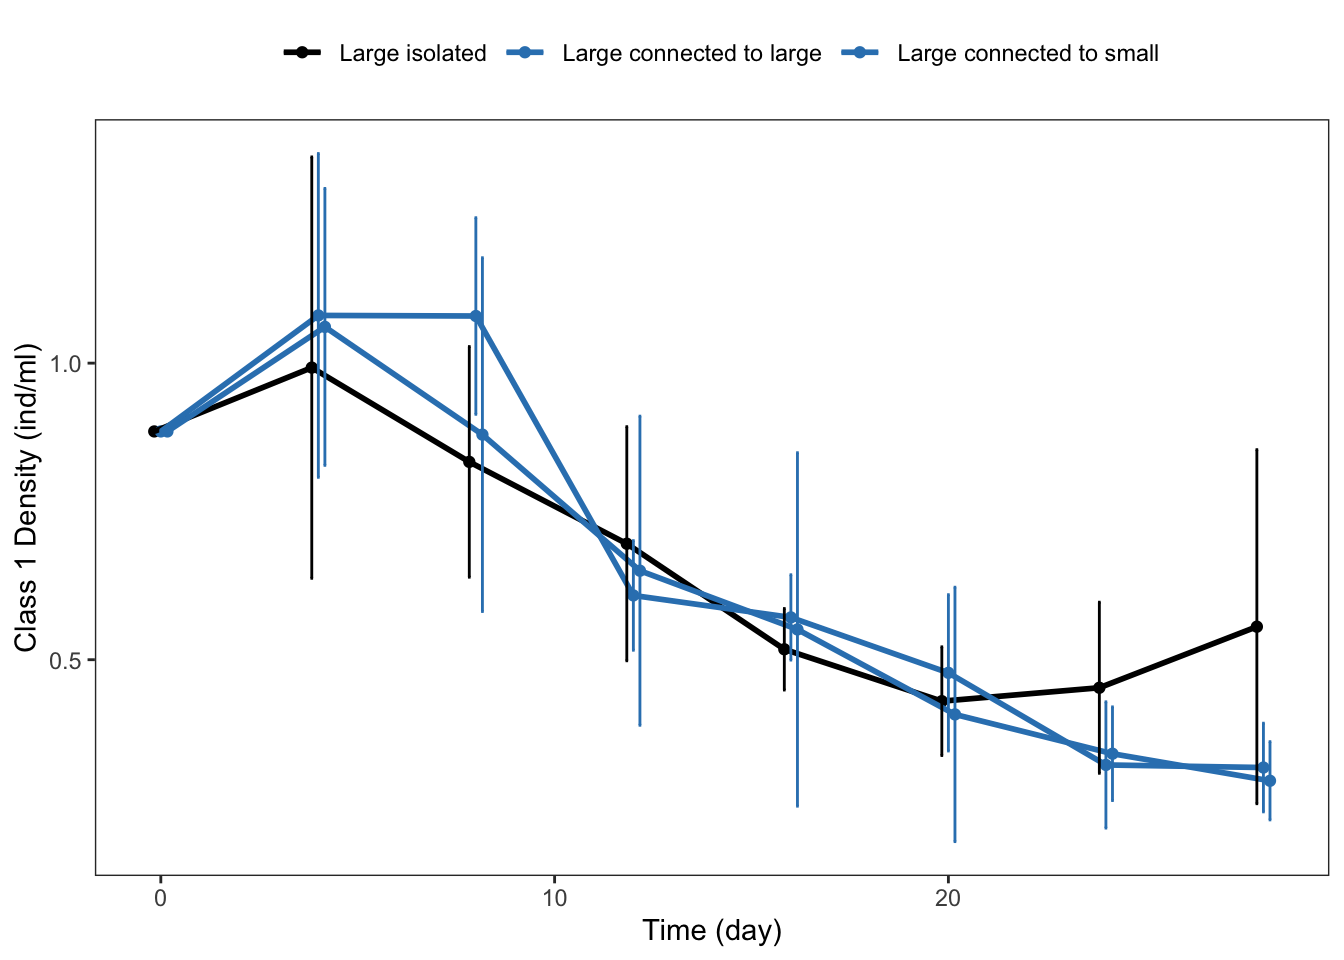 Large isolated Large connected to large Large connected to small
Class 1 Density (ind/ml)
1.0
0.5
0 10 20
Time (day)